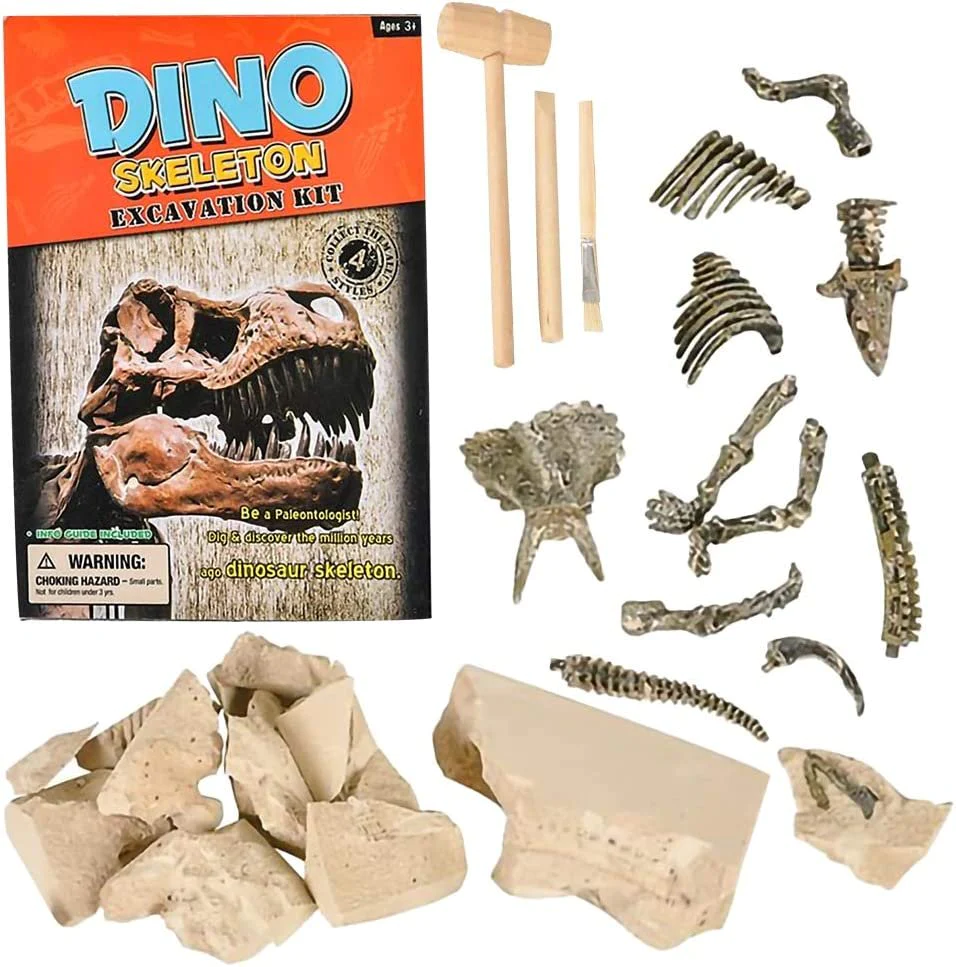 Ages 3+
DINO
SKELETON
EXCAVATION KIT
COLLECT THEM ALL!
4
STYLES
Be a Paleontologist!
Dig & discover the million years
ago dinosaur skeleton.
• INFO GUIDE INCLUDED
WARNING:
CHOKING HAZARD – Small parts.
Not for children under 3 yrs.